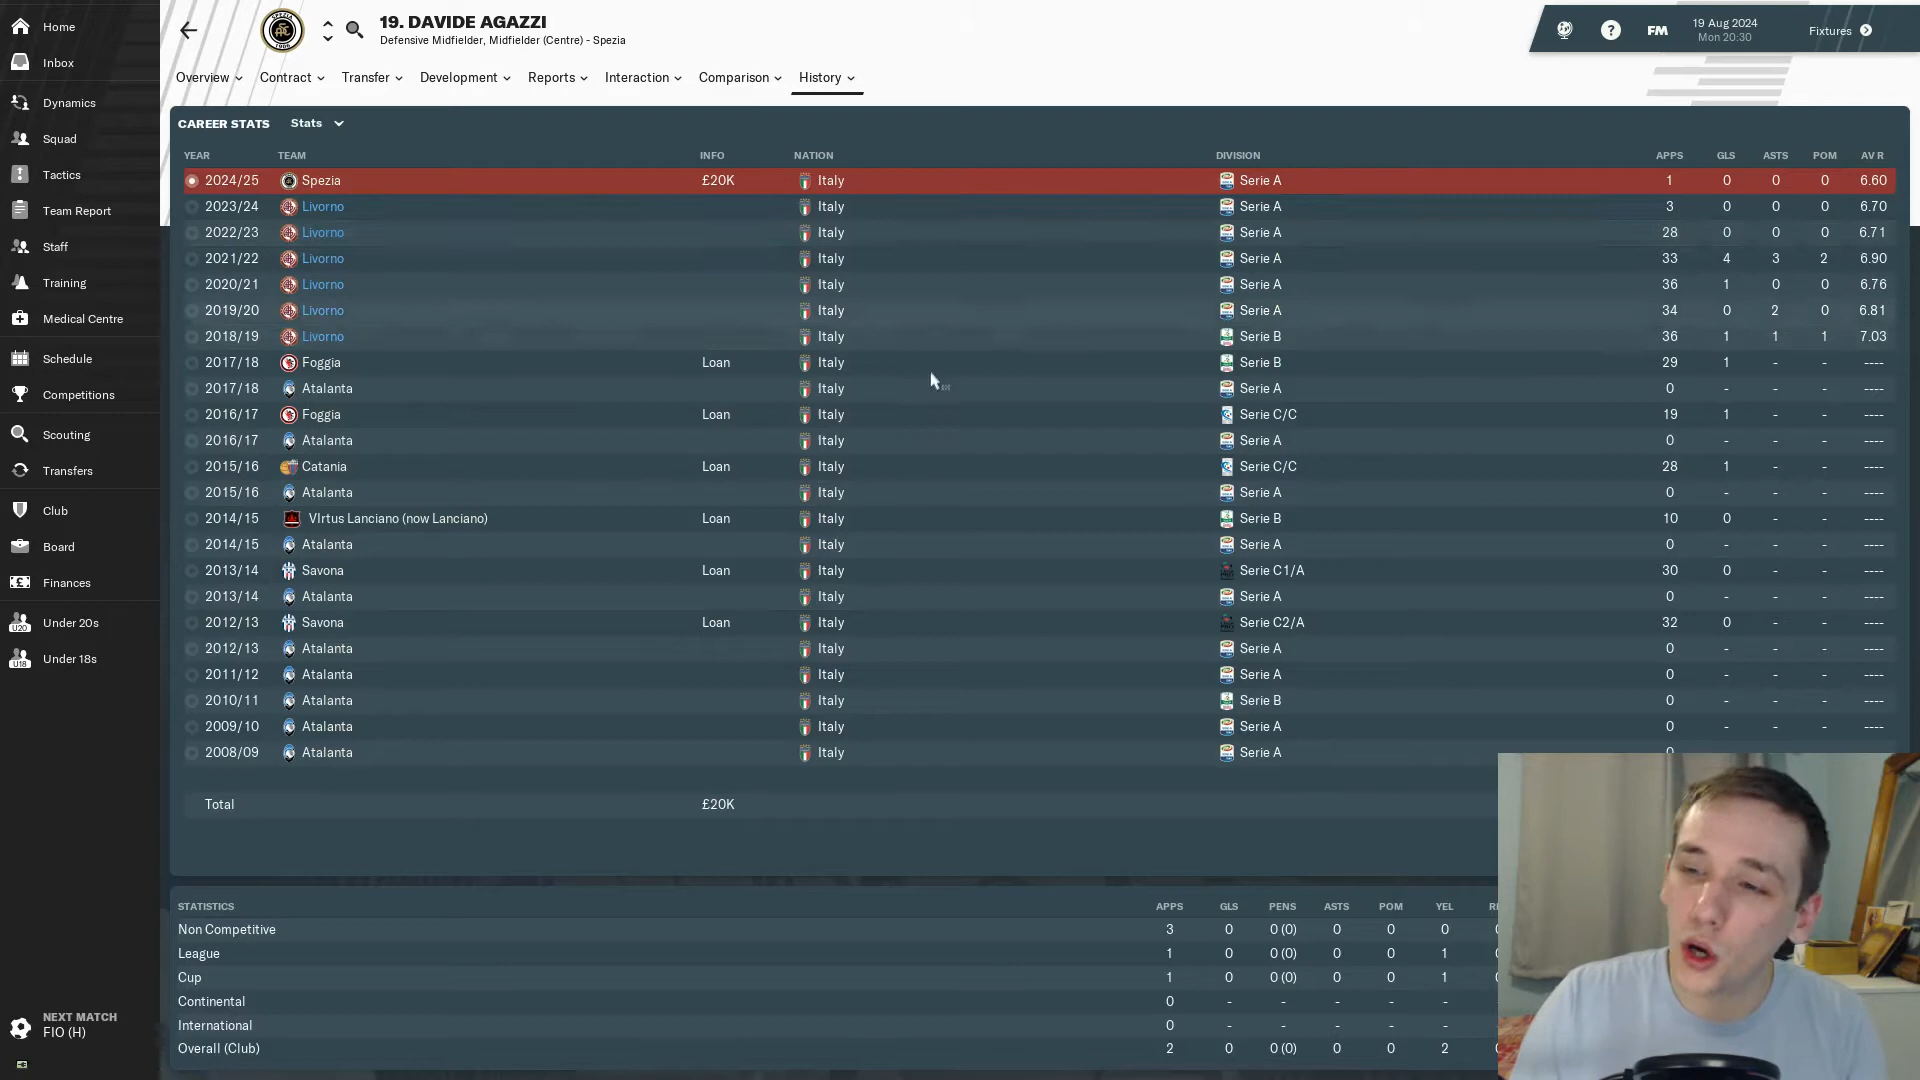 Home
Inbox
Dynamics
Squad
Tactics
Team Report
Staff
Training
Medical Centre
Schedule
Competitions
Scouting
Transfers
Club
Board
Finances
U20 Under 20s
U18 Under 18s
NEXT MATCH
FIO (H)
19. DAVIDE AGAZZI
Defensive Midfielder, Midfielder (Centre) - Spezia
FM
19 Aug 2024
Mon 20:30
Fixtures
Overview Contract Transfer Development Reports Interaction Comparison History
CAREER STATS Stats
YEAR TEAM INFO NATION DIVISION APPS GLS ASTS POM AV R
2024/25 Spezia £20K Italy Serie A 1 0 0 0 6.60
2023/24 Livorno Italy Serie A 3 0 0 0 6.70
2022/23 Livorno Italy Serie A 28 0 0 0 6.71
2021/22 Livorno Italy Serie A 33 4 3 2 6.90
2020/21 Livorno Italy Serie A 36 1 0 0 6.76
2019/20 Livorno Italy Serie A 34 0 2 0 6.81
2018/19 Livorno Italy Serie B 36 1 1 1 7.03
2017/18 Foggia Loan Italy Serie B 29 1 - - ----
2017/18 Atalanta Italy Serie A 0 - - - ----
2016/17 Foggia Loan Italy Serie C/C 19 1 - - ----
2016/17 Atalanta Italy Serie A 0 - - - ----
2015/16 Catania Loan Italy Serie C/C 28 1 - - ----
2015/16 Atalanta Italy Serie A 0 - - - ----
2014/15 VIrtus Lanciano (now Lanciano) Loan Italy Serie B 10 0 - - ----
2014/15 Atalanta Italy Serie A 0 - - - ----
2013/14 Savona Loan Italy Serie C1/A 30 0 - - ----
2013/14 Atalanta Italy Serie A 0 - - - ----
2012/13 Savona Loan Italy Serie C2/A 32 0 - - ----
2012/13 Atalanta Italy Serie A 0 - - - ----
2011/12 Atalanta Italy Serie A 0 - - - ----
2010/11 Atalanta Italy Serie B 0 - - - ----
2009/10 Atalanta Italy Serie A 0 - - - ----
2008/09 Atalanta Italy Serie A 0
Total £20K
STATISTICS APPS GLS PENS ASTS POM YEL
Non Competitive 3 0 0 (0) 0 0 0
League 1 0 0 (0) 0 0 1
Cup 1 0 0 (0) 0 0 1
Continental 0 - - - - -
International 0 - - - - -
Overall (Club) 2 0 0 (0) 0 0 2